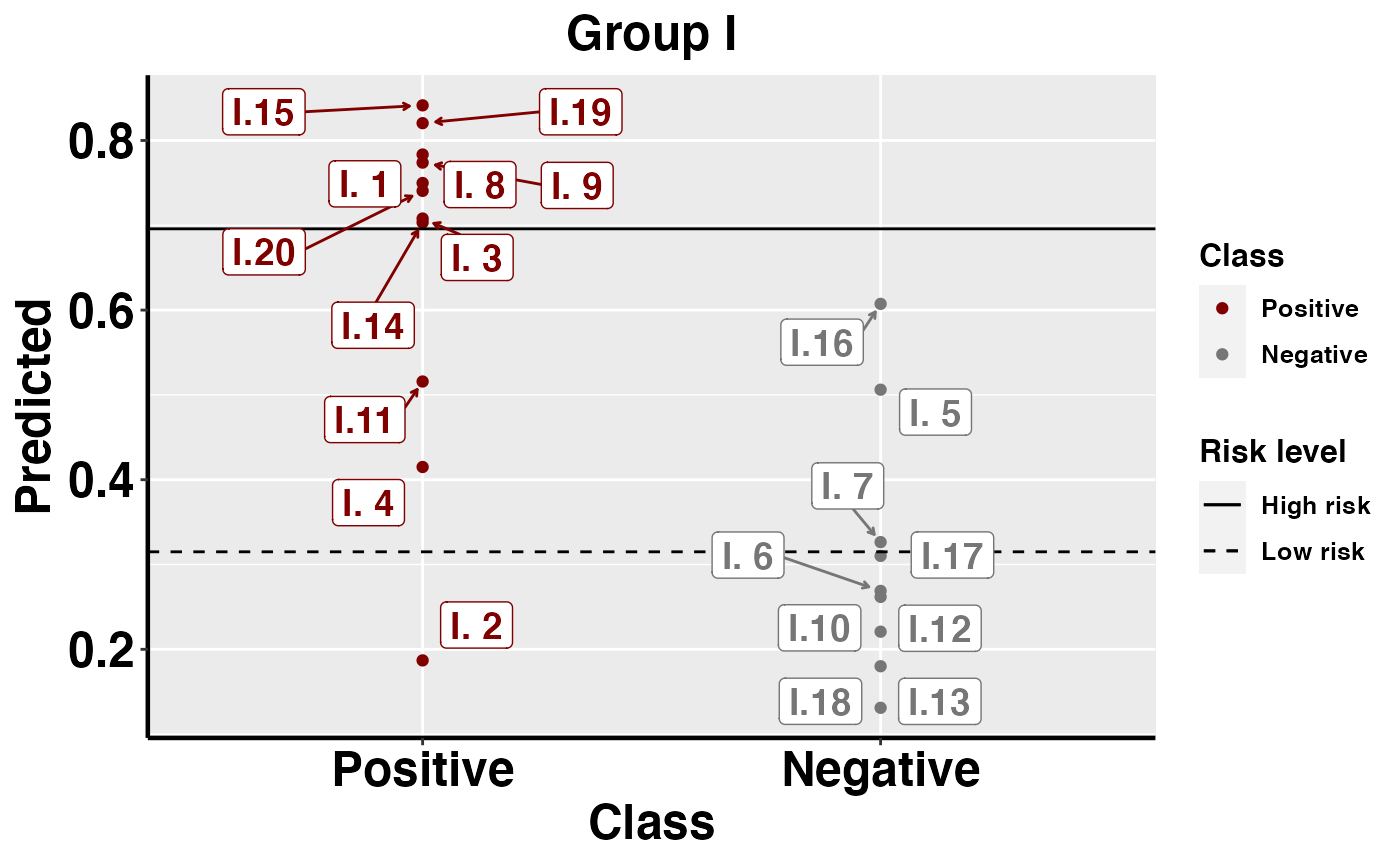 Group I
Predicted
0.8
0.6
0.4
0.2
I.15
I.19
I. 1
I. 8
I. 9
I.20
I. 3
I.14
I.16
I.11
I. 5
I. 4
I. 7
I. 6
I.17
I. 2
I.10
I.12
I.18
I.13
Positive
Negative
Class
Class
Positive
Negative
Risk level
High risk
Low risk